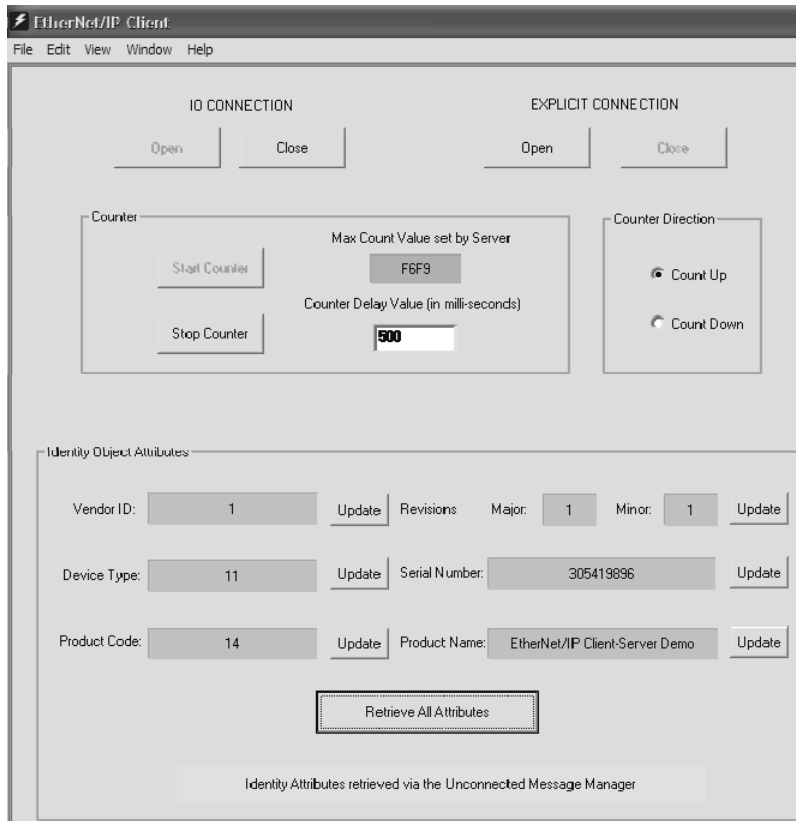 EtherNet/IP Client
File Edit View Window Help
IO CONNECTION
EXPLICIT CONNECTION
Open
Close
Open
Close
Counter
Max Count Value set by Server
Start Counter
F6F9
Counter Delay Value (in milli-seconds)
Stop Counter
500
Counter Direction
Count Up
Count Down
Identity Object Attributes
Vendor ID: 1 Update Revisions Major: 1 Minor: 1 Update
Device Type: 11 Update Serial Number: 305419896 Update
Product Code: 14 Update Product Name: EtherNet/IP Client-Server Demo Update
Retrieve All Attributes
Identity Attributes retrieved via the Unconnected Message Manager